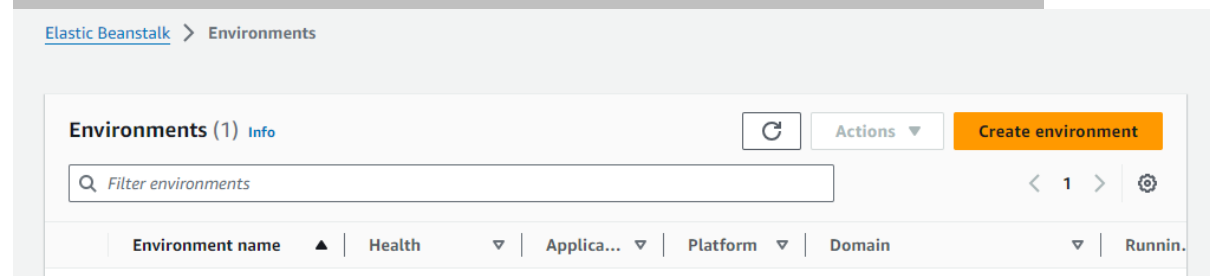 Elastic Beanstalk > Environments
Environments (1) Info
Actions
Create environment
Filter environments
< 1 >
Environment name Health Applica... Platform Domain Runnin.